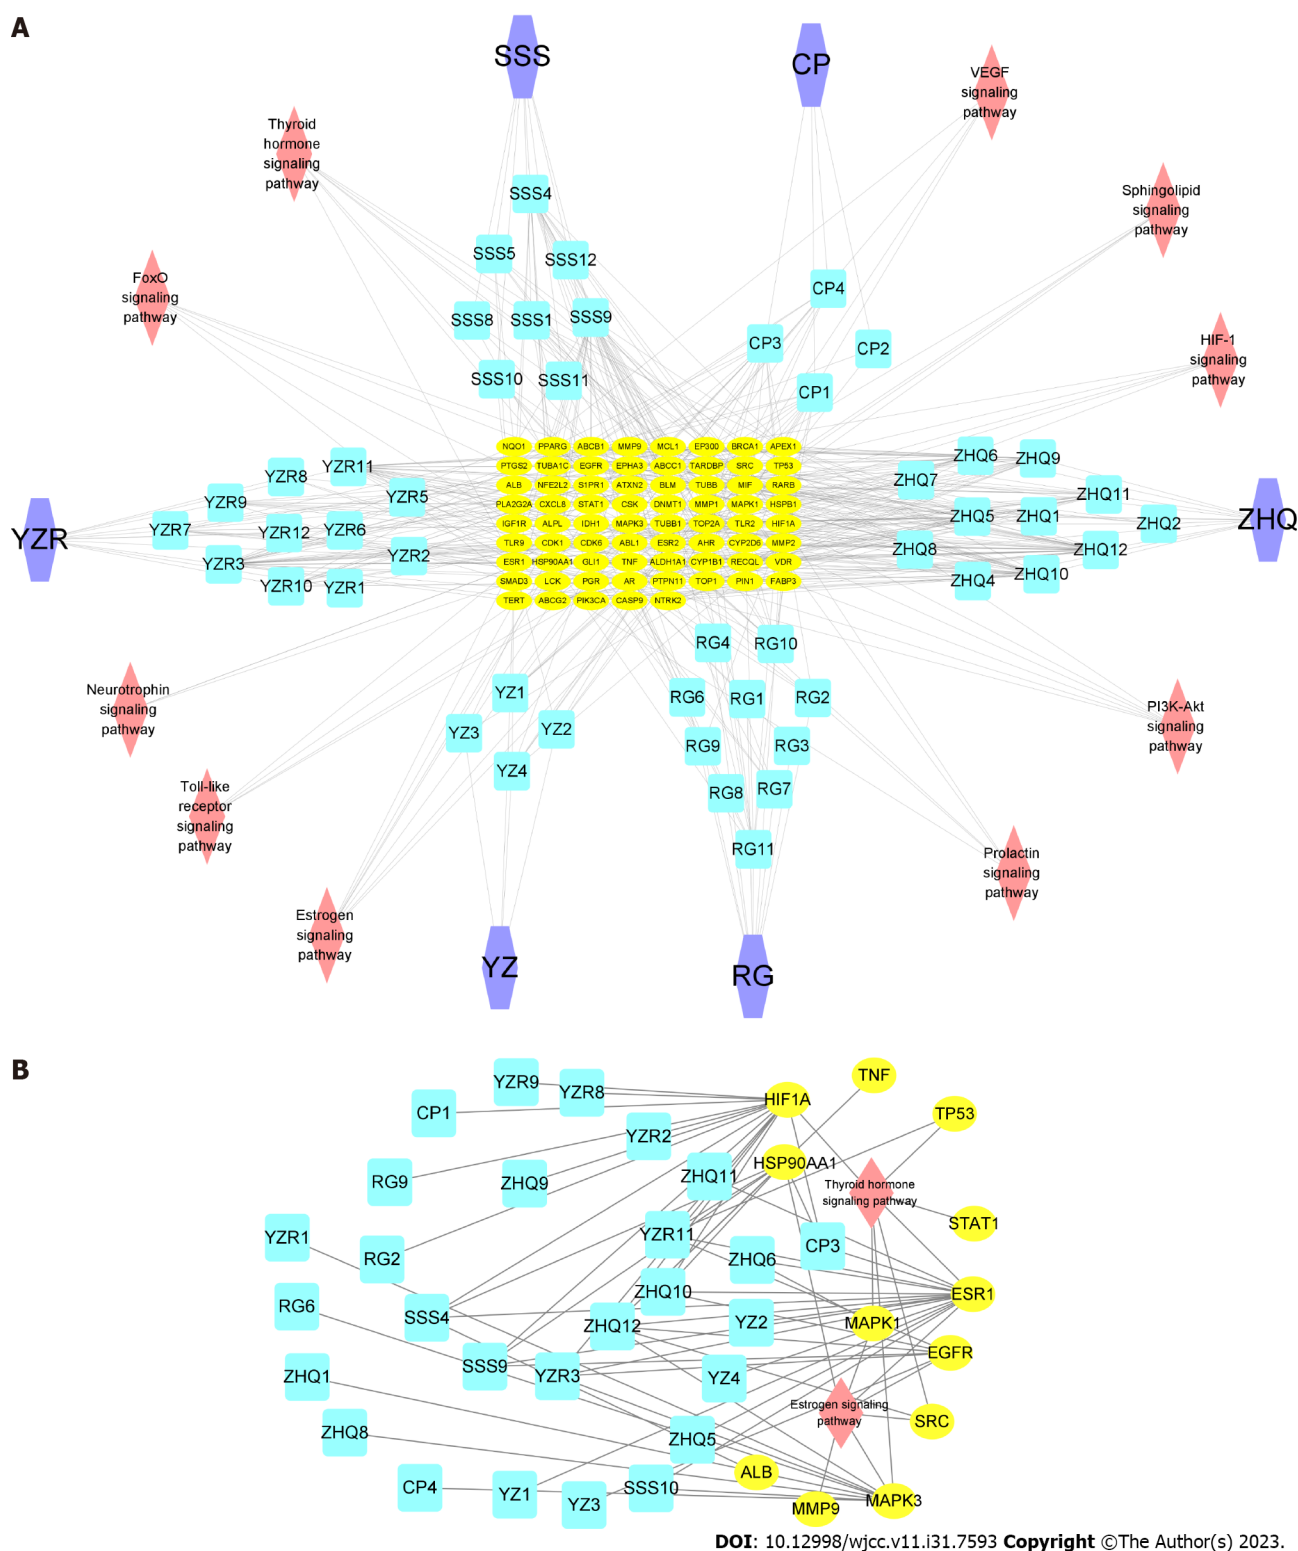 A
SSS
CP
VEGF
signaling
pathway
Thyroid
hormone
signaling
pathway
SSS4
Sphingolipid
signaling
pathway
SSS5
SSS12
FoxO
signaling
pathway
CP4
SSS8
SSS1
SSS9
CP3
CP2
HIF-1
signaling
pathway
SSS10
SSS11
CP1
NQO1 PPARG ABCB1 MMP9 MCL1 EP300 BRCA1 APEX1
PTGS2 TUBA1C EGFR EPHA3 ABCC1 TARDBP SRC TP53
ALB NFE2L2 S1PR1 ATXN2 BLM TUBB MIF RARB
PLA2G2A CXCL8 STAT1 CSK DNMT1 MMP1 MAPK1 HSPB1
IGF1R ALPL IDH1 MAPK3 TUBB1 TOP2A TLR2 HIF1A
TLR9 CDK1 CDK6 ABL1 ESR2 AHR CYP2D6 MMP2
ESR1 HSP90AA1 GLI1 TNF ALDH1A1 CYP1B1 RECQL VDR
SMAD3 LCK PGR AR PTPN11 TOP1 PIN1 FABP3
TERT ABCG2 PIK3CA CASP9 NTRK2
YZR
YZR11
YZR8
YZR5
YZR9
YZR7
YZR12
YZR6
YZR2
YZR3
YZR10
YZR1
ZHQ6
ZHQ9
ZHQ7
ZHQ11
ZHQ5
ZHQ1
ZHQ2
ZHQ
ZHQ8
ZHQ12
ZHQ4
ZHQ10
RG4
RG10
YZ1
RG6
RG1
RG2
Neurotrophin
signaling
pathway
PI3K-Akt
signaling
pathway
YZ3
YZ2
RG9
RG3
YZ4
RG8
RG7
Toll-like
receptor
signaling
pathway
RG11
Prolactin
signaling
pathway
Estrogen
signaling
pathway
YZ
RG
B
YZR9
YZR8
TNF
HIF1A
CP1
TP53
YZR2
HSP90AA1
ZHQ11
RG9
ZHQ9
Thyroid hormone
signaling pathway
STAT1
YZR1
YZR11
CP3
RG2
ZHQ6
ZHQ10
ESR1
RG6
SSS4
ZHQ12
YZ2
MAPK1
EGFR
SSS9
YZR3
ZHQ1
YZ4
Estrogen signaling
pathway
SRC
ZHQ8
ZHQ5
ALB
CP4
YZ1
YZ3
SSS10
MMP9
MAPK3
DOI: 10.12998/wjcc.v11.i31.7593 Copyright ©The Author(s) 2023.